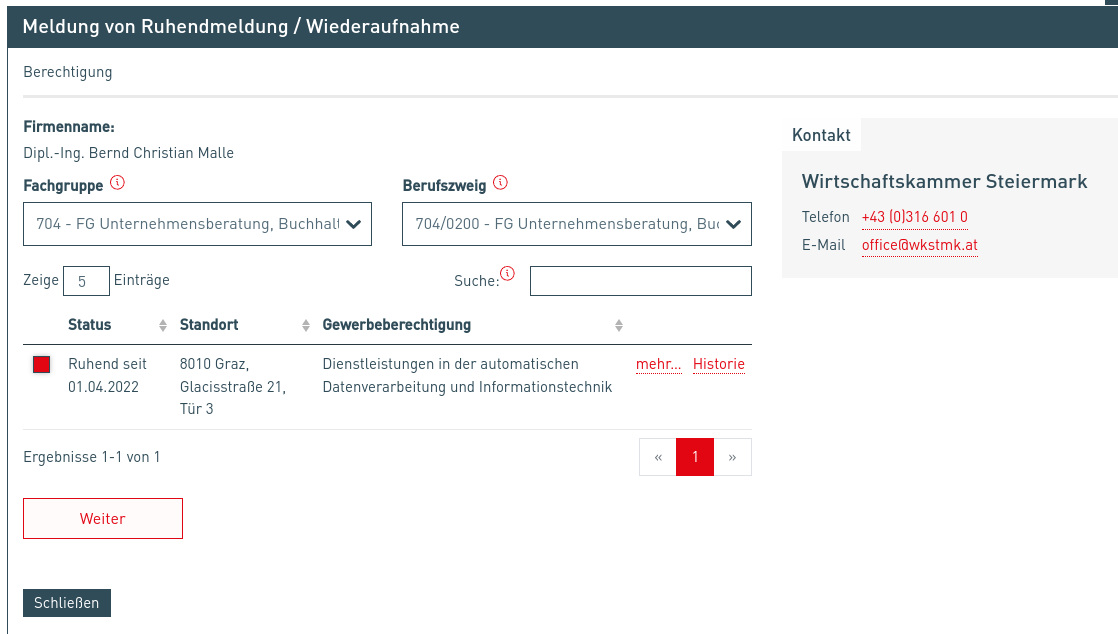 Meldung von Ruhendmeldung / Wiederaufnahme
Berechtigung
Firmenname:
Dipl.-Ing. Bernd Christian Malle
Fachgruppe
Berufszweig
704 - FG Unternehmensberatung, Buchhalt
704/0200 - FG Unternehmensberatung, Buc
Zeige 5 Einträge
Suche:
Status Standort Gewerbeberechtigung
Ruhend seit 8010 Graz, Dienstleistungen in der automatischen mehr... Historie
01.04.2022 Glacisstraße 21, Datenverarbeitung und Informationstechnik
Tür 3
Ergebnisse 1-1 von 1
« 1 »
Weiter
Schließen
Kontakt
Wirtschaftskammer Steiermark
Telefon +43 (0)316 601 0
E-Mail office@wkstmk.at